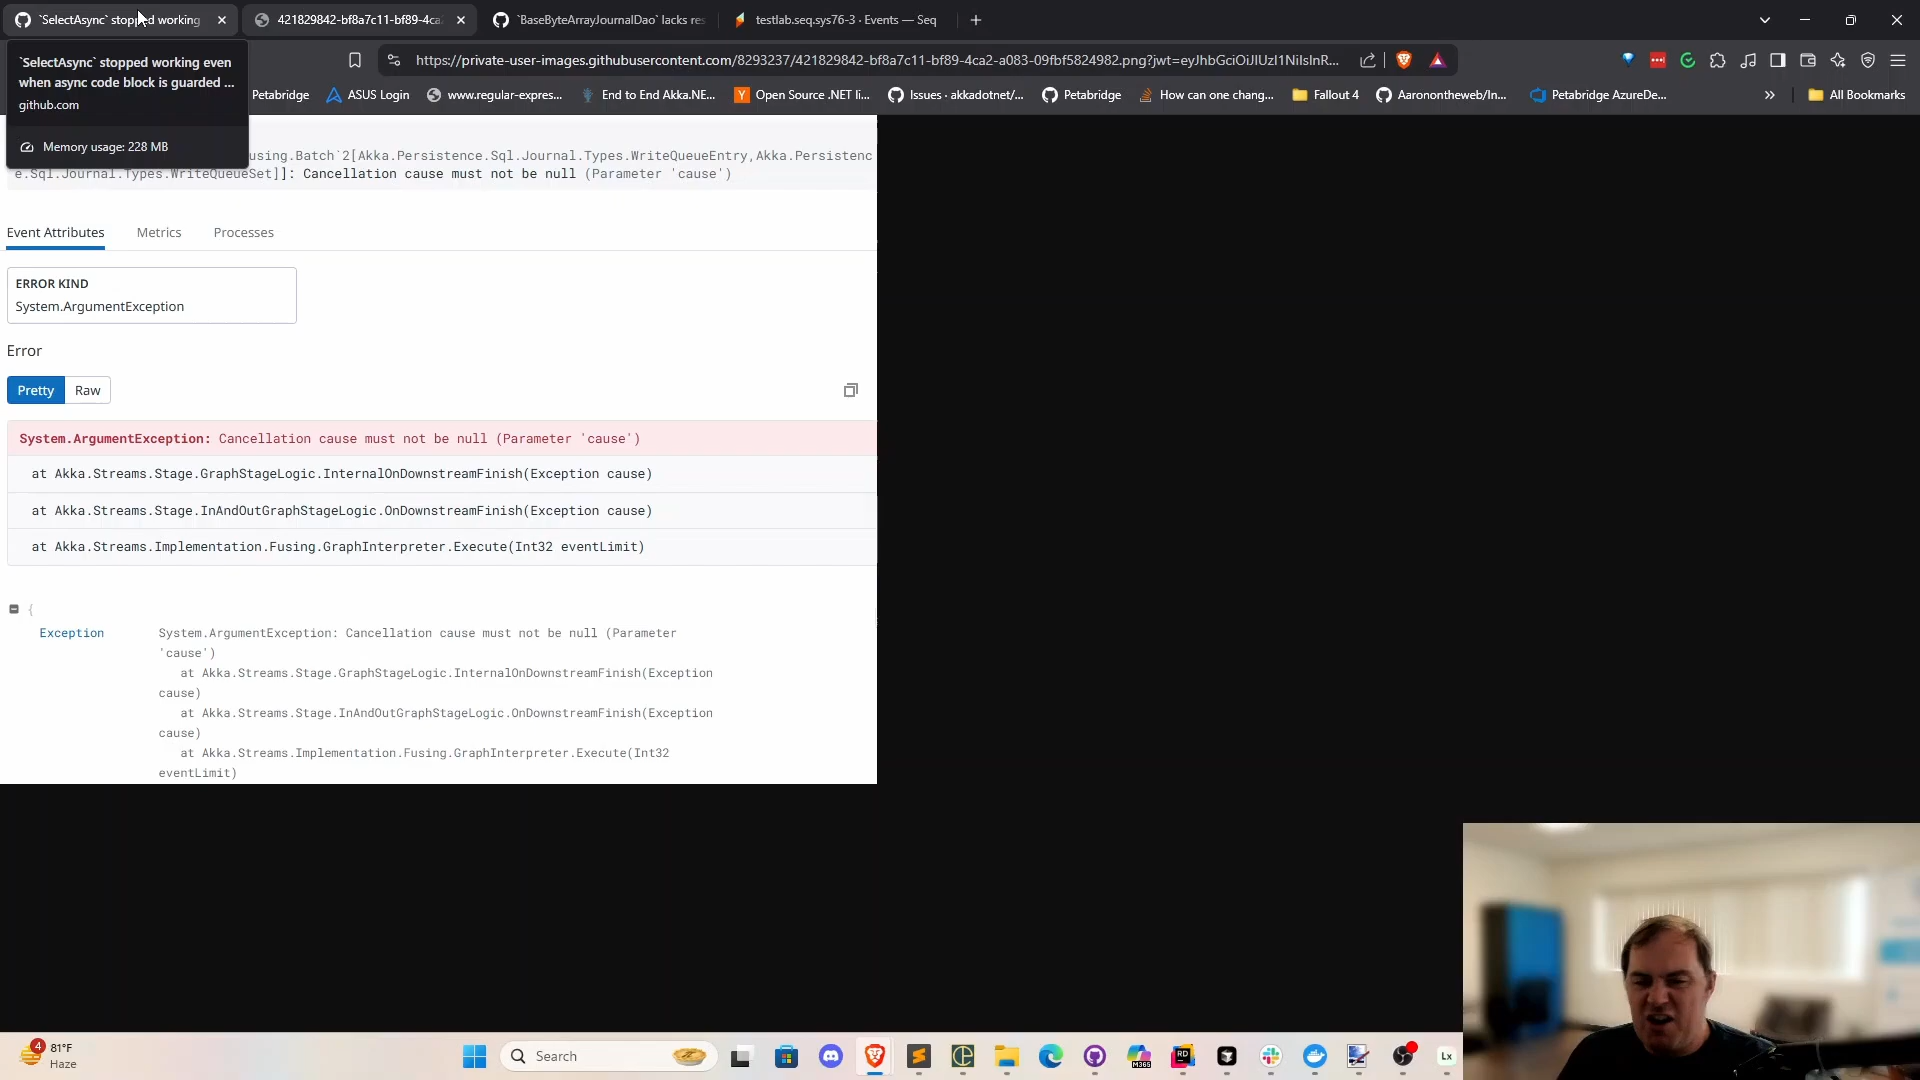 `SelectAsync` stopped working
421829842-bf8a7c11-bf89-4ca
`BaseByteArrayJournalDao` lacks res
testlab.seq.sys76-3 · Events — Seq
`SelectAsync` stopped working even
when async code block is guarded ...
github.com
Memory usage: 228 MB
https://private-user-images.githubusercontent.com/8293237/421829842-bf8a7c11-bf89-4ca2-a083-09fbf5824982.png?jwt=eyJhbGciOiJIUzI1NiIsInR...
Petabridge
ASUS Login
www.regular-expres...
End to End Akka.NE...
Open Source .NET li...
Issues · akkadotnet/...
Petabridge
How can one chang...
Fallout 4
Aaronontheweb/In...
Petabridge AzureDe...
All Bookmarks
using.Batch`2[Akka.Persistence.Sql.Journal.Types.WriteQueueEntry,Akka.Persistenc
e.Sql.Journal.Types.WriteQueueSet]]: Cancellation cause must not be null (Parameter 'cause')
Event Attributes
Metrics
Processes
ERROR KIND
System.ArgumentException
Error
Pretty
Raw
System.ArgumentException: Cancellation cause must not be null (Parameter 'cause')
at Akka.Streams.Stage.GraphStageLogic.InternalOnDownstreamFinish(Exception cause)
at Akka.Streams.Stage.InAndOutGraphStageLogic.OnDownstreamFinish(Exception cause)
at Akka.Streams.Implementation.Fusing.GraphInterpreter.Execute(Int32 eventLimit)
{
Exception
System.ArgumentException: Cancellation cause must not be null (Parameter
'cause')
at Akka.Streams.Stage.GraphStageLogic.InternalOnDownstreamFinish(Exception
cause)
at Akka.Streams.Stage.InAndOutGraphStageLogic.OnDownstreamFinish(Exception
cause)
at Akka.Streams.Implementation.Fusing.GraphInterpreter.Execute(Int32
eventLimit)
4
81°F
Haze
Search
M365
RD
Lx